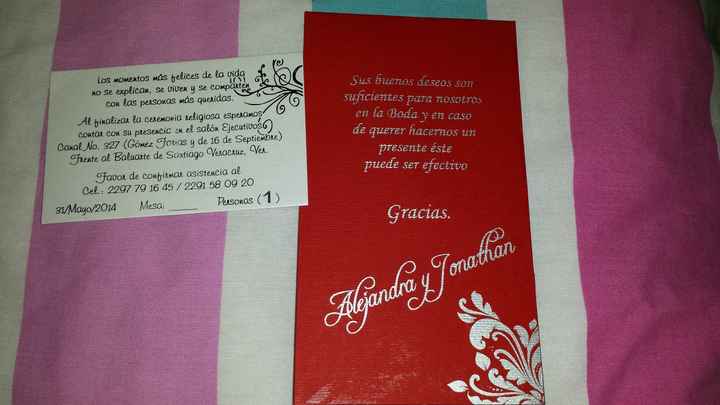 Los momentos más felices de la vida
no se explican, se viven y se comparten
con las personas más queridas.
Al finalizar la ceremonia religiosa esperamos
contar con su presencia en el salón Ejecutivos
Canal No. 327 (Gómez Farias y de 16 de Septiembre)
Frente al Baluarte de Santiago Veracruz, Ver.
Favor de confirmar asistencia al
Cel.: 2297 79 16 45 / 2291 58 09 20
31/Mayo/2014 Mesa: ______ Personas ( 1 )
Sus buenos deseos son
suficientes para nosotros
en la Boda y en caso
de querer hacernos un
presente éste
puede ser efectivo
Gracias.
Alejandra y Jonathan